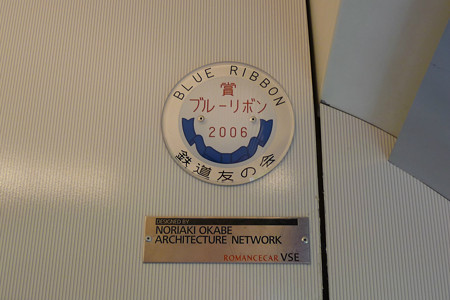 BLUE RIBBON
賞
ブルーリボン
2006
鉄道友の会
DESIGNED BY
NORIAKI OKABE
ARCHITECTURE NETWORK
ROMANCECAR VSE